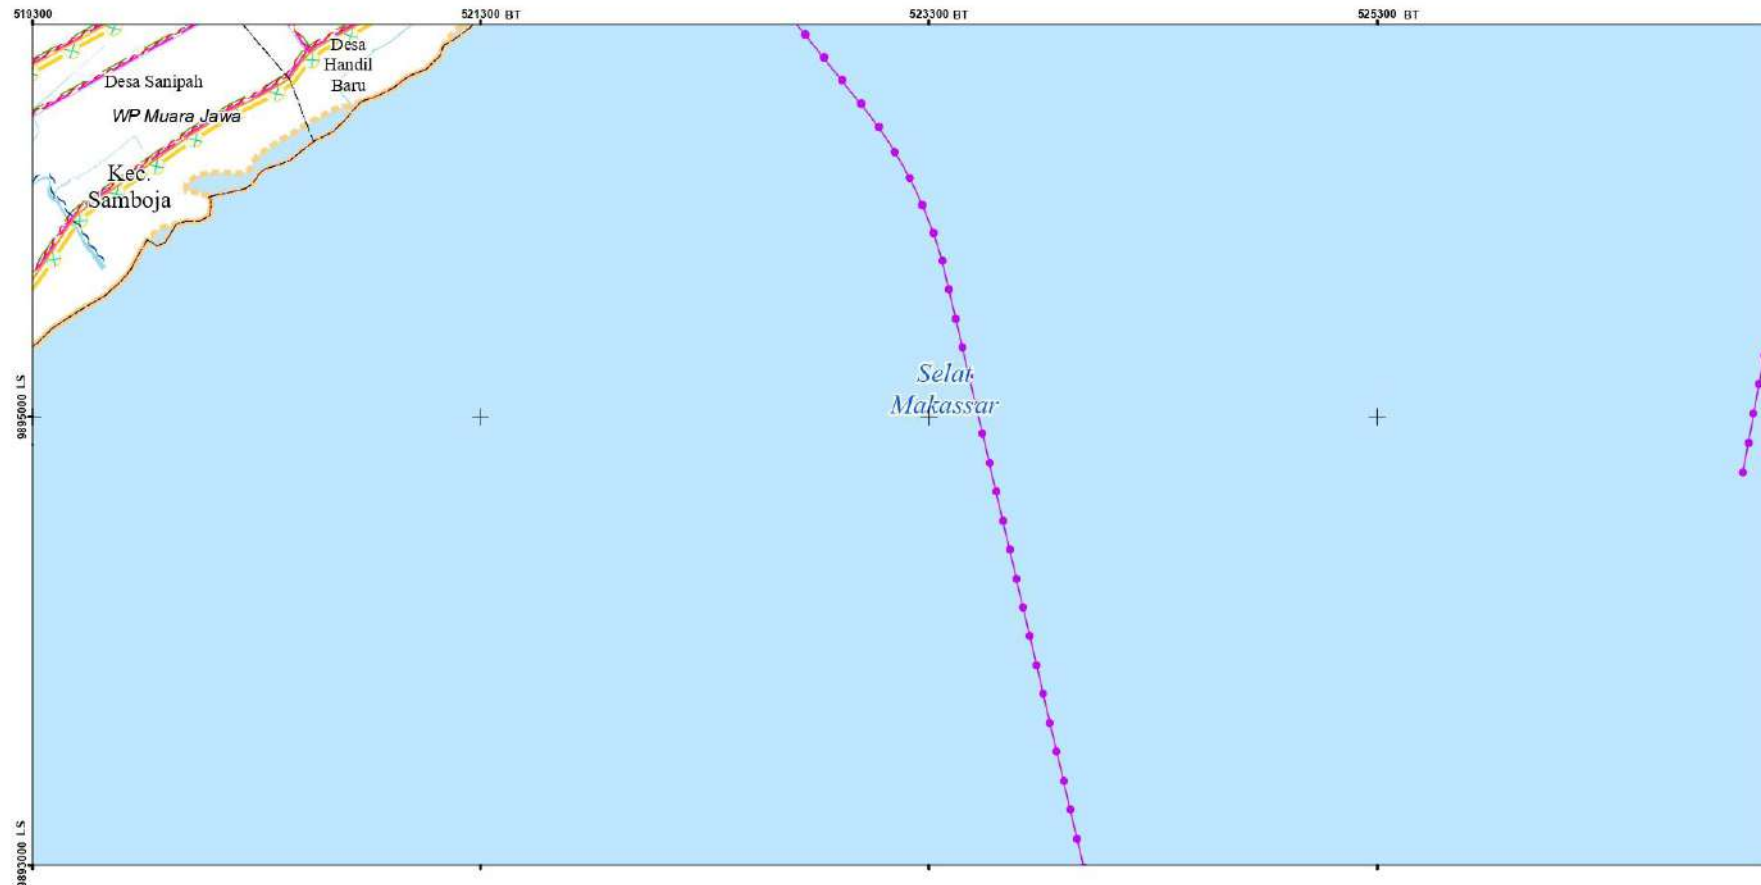 519300
521300 BT
523300 BT
525300 BT
Desa
Handil
Baru
Desa Sanipah
WP Muara Jawa
Kec.
Samboja
Selat
Makassar
9895000 LS
9893000 LS